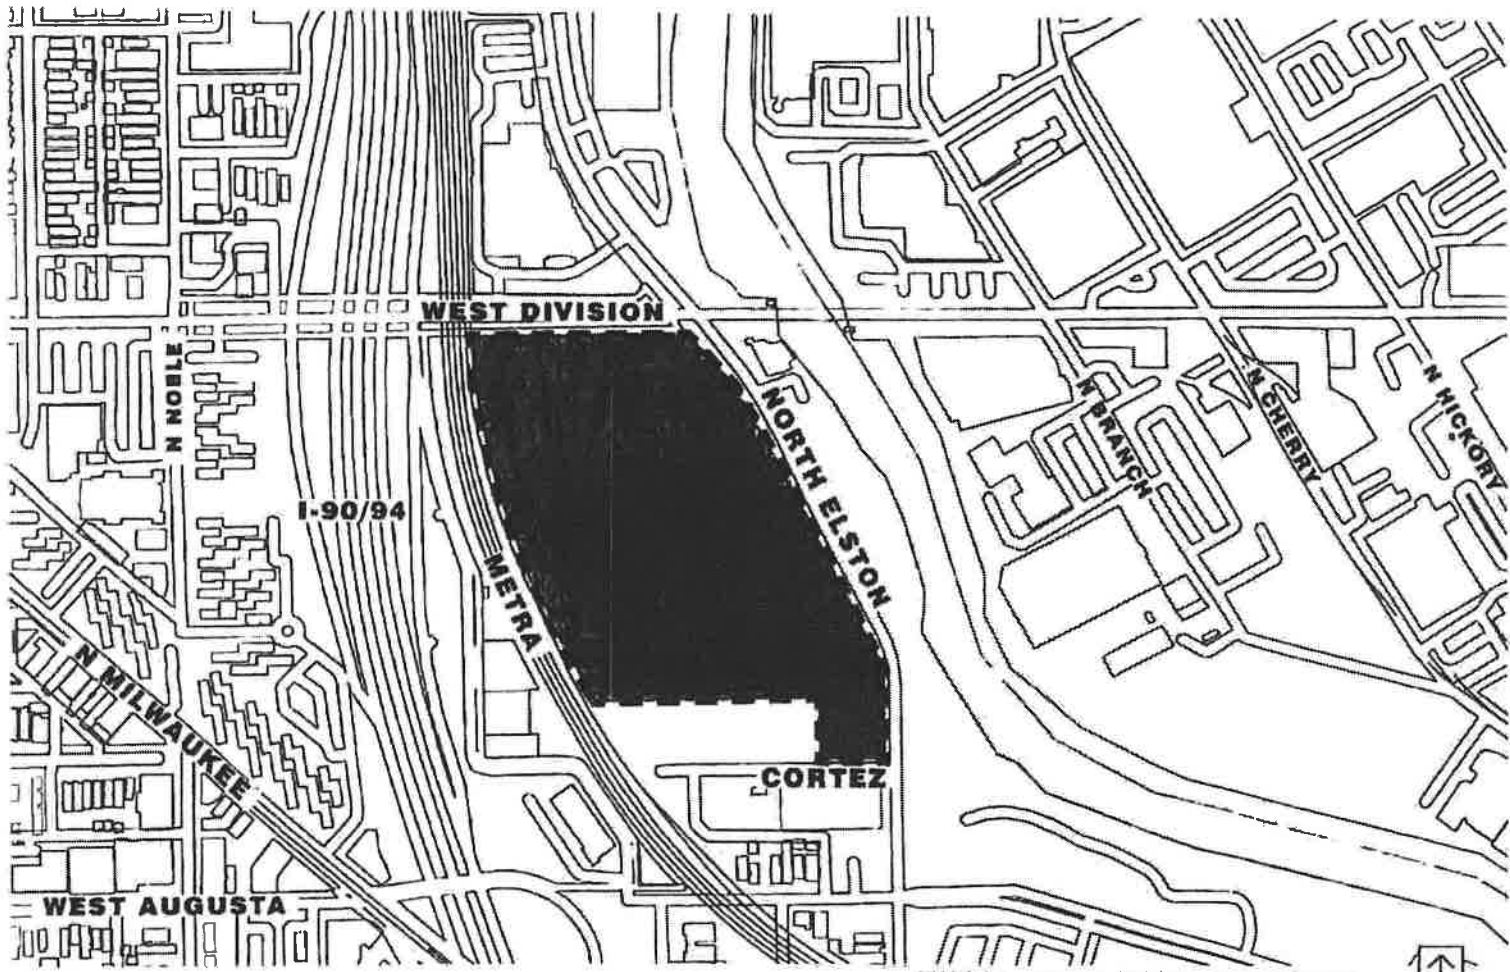 WEST DIVISION
N NOBLE
NORTH ELSTON
N BRANCH
N CHERRY
N HICKORY
I-90/94
METRA
N MILWAUKEE
CORTEZ
WEST AUGUSTA